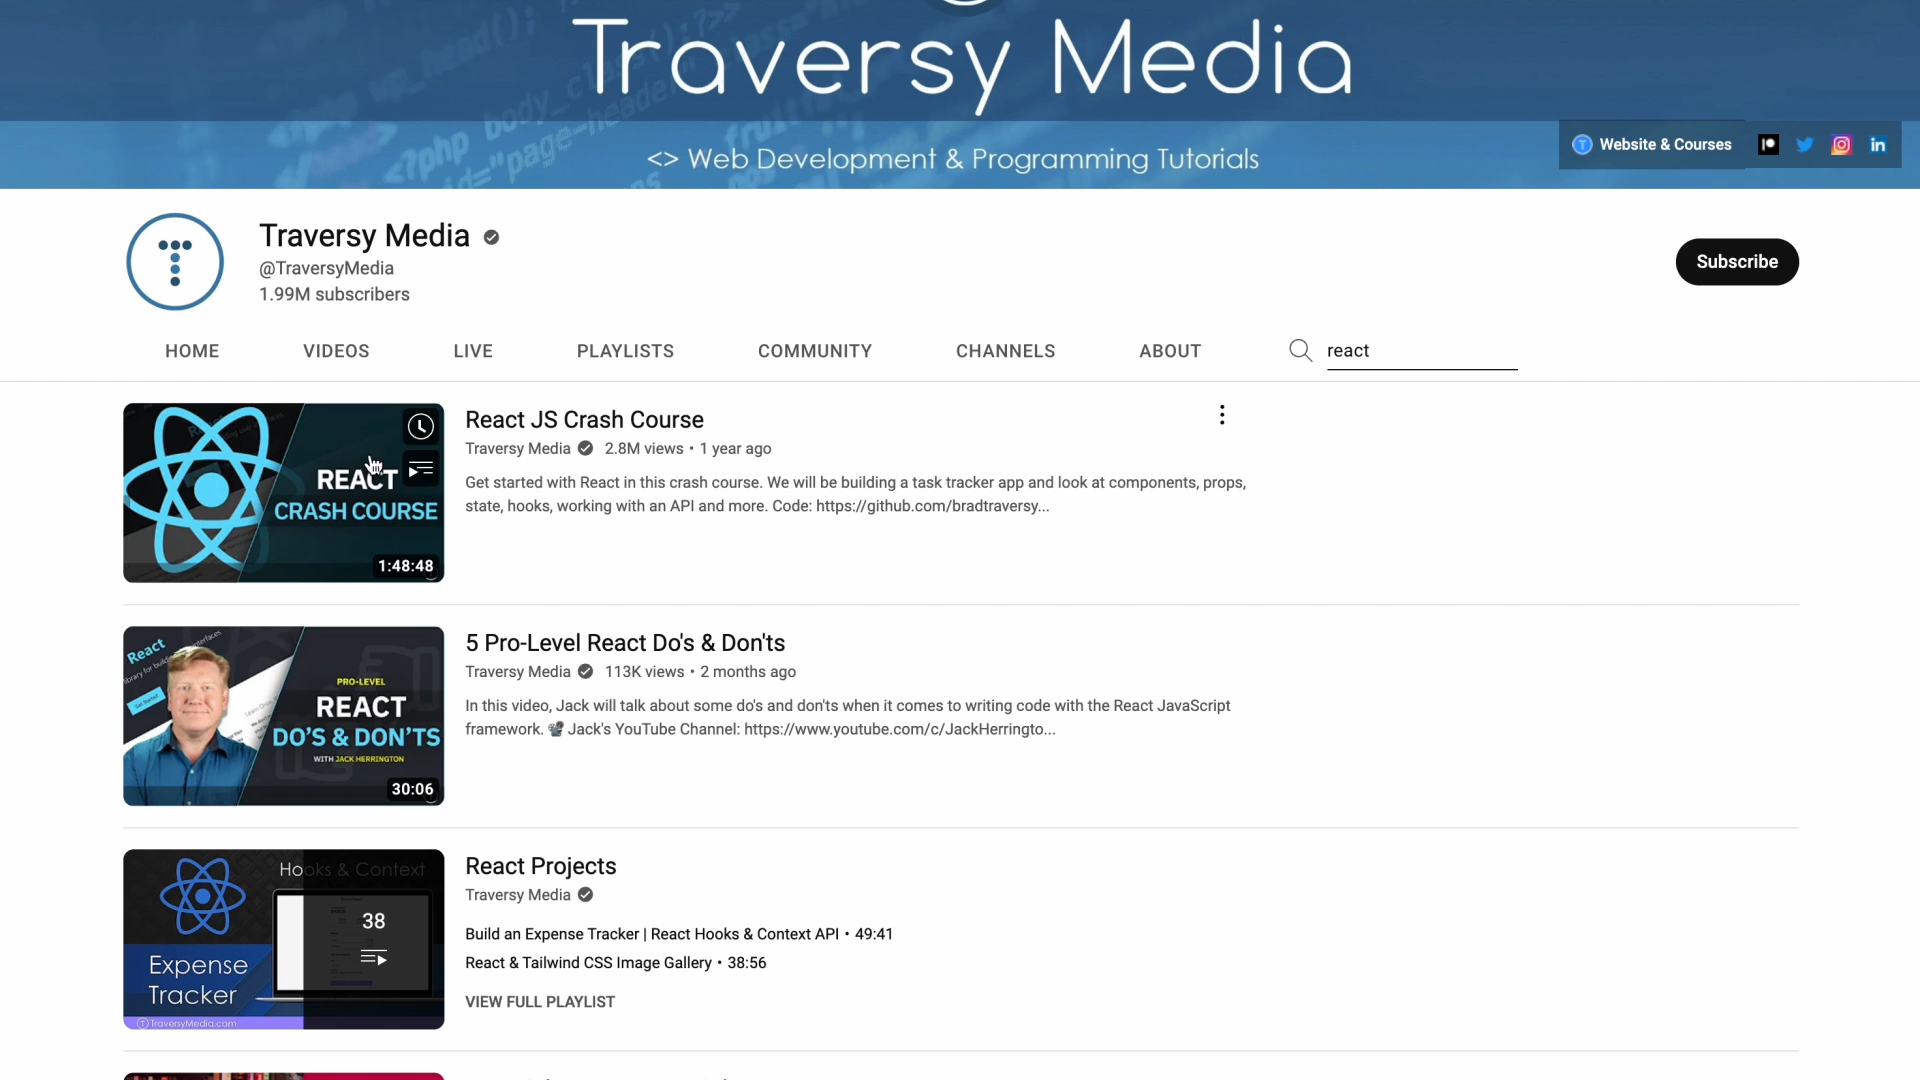 Traversy Media
<> Web Development & Programming Tutorials
Website & Courses
Traversy Media
@TraversyMedia
1.99M subscribers
Subscribe
HOME VIDEOS LIVE PLAYLISTS COMMUNITY CHANNELS ABOUT react
REACT
CRASH COURSE
1:48:48
React JS Crash Course
Traversy Media 2.8M views • 1 year ago
Get started with React in this crash course. We will be building a task tracker app and look at components, props,
state, hooks, working with an API and more. Code: https://github.com/bradtraversy...
React
PRO-LEVEL
REACT
DO'S & DON'TS
WITH JACK HERRINGTON
30:06
5 Pro-Level React Do's & Don'ts
Traversy Media 113K views • 2 months ago
In this video, Jack will talk about some do's and don'ts when it comes to writing code with the React JavaScript
framework. 📽 Jack's YouTube Channel: https://www.youtube.com/c/JackHerringto...
Hooks & Context
38
Expense
Tracker
TraversyMedia.com
React Projects
Traversy Media
Build an Expense Tracker | React Hooks & Context API • 49:41
React & Tailwind CSS Image Gallery • 38:56
VIEW FULL PLAYLIST